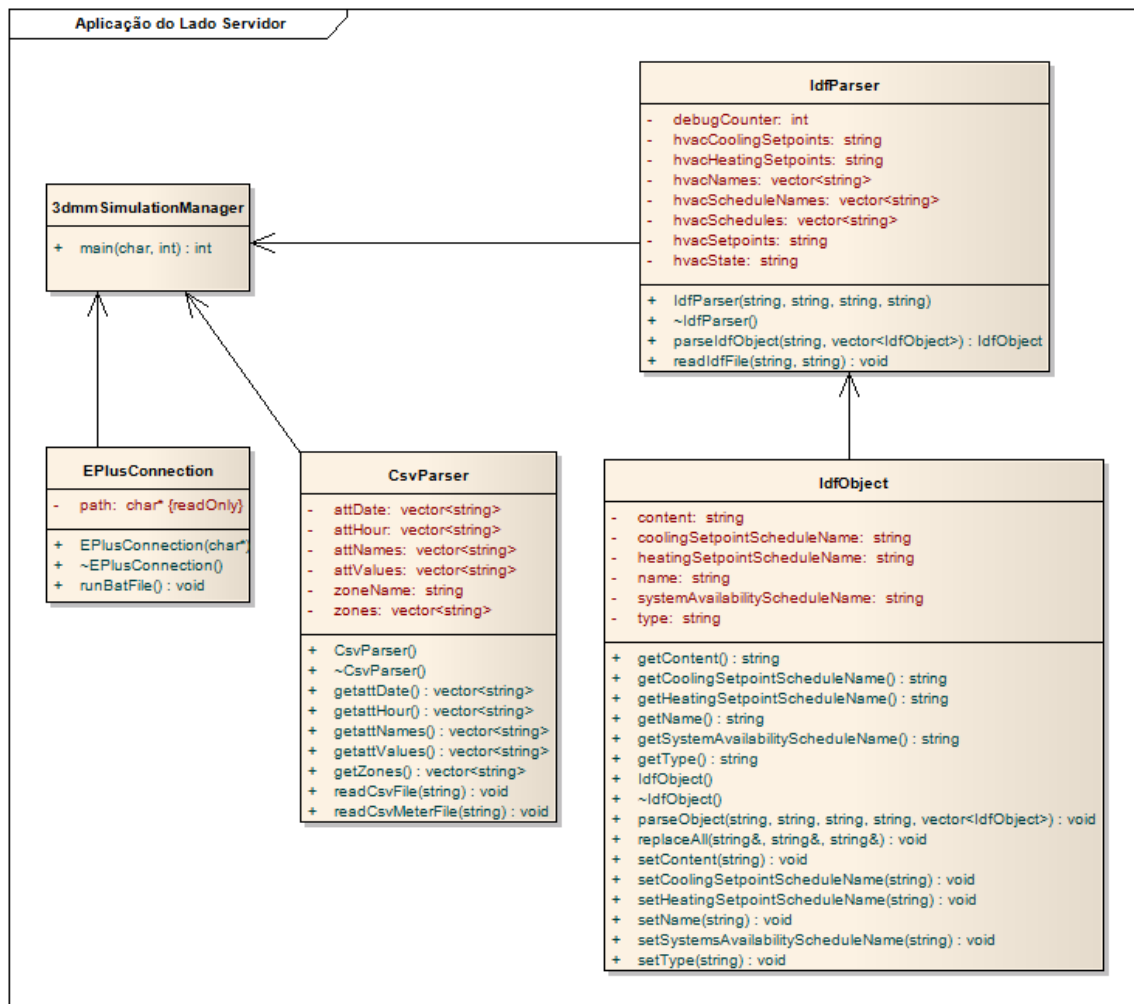 Aplicação do Lado Servidor
IdfParser
- debugCounter: int
- hvacCoolingSetpoints: string
- hvacHeatingSetpoints: string
- hvacNames: vector<string>
- hvacScheduleNames: vector<string>
- hvacSchedules: vector<string>
- hvacSetpoints: string
- hvacState: string
+ IdfParser(string, string, string, string)
+ ~IdfParser()
+ parseIdfObject(string, vector<IdfObject>) : IdfObject
+ readIdfFile(string, string) : void
3dmmSimulationManager
+ main(char, int) : int
EPlusConnection
- path: char* {readOnly}
+ EPlusConnection(char*)
+ ~EPlusConnection()
+ runBatFile() : void
CsvParser
- attDate: vector<string>
- attHour: vector<string>
- attNames: vector<string>
- attValues: vector<string>
- zoneName: string
- zones: vector<string>
+ CsvParser()
+ ~CsvParser()
+ getattDate() : vector<string>
+ getattHour() : vector<string>
+ getattNames() : vector<string>
+ getattValues() : vector<string>
+ getZones() : vector<string>
+ readCsvFile(string) : void
+ readCsvMeterFile(string) : void
IdfObject
- content: string
- coolingSetpointScheduleName: string
- heatingSetpointScheduleName: string
- name: string
- systemAvailabilityScheduleName: string
- type: string
+ getContent() : string
+ getCoolingSetpointScheduleName() : string
+ getHeatingSetpointScheduleName() : string
+ getName() : string
+ getSystemAvailabilityScheduleName() : string
+ getType() : string
+ IdfObject()
+ ~IdfObject()
+ parseObject(string, string, string, string, vector<IdfObject>) : void
+ replaceAll(string&, string&, string&) : void
+ setContent(string) : void
+ setCoolingSetpointScheduleName(string) : void
+ setHeatingSetpointScheduleName(string) : void
+ setName(string) : void
+ setSystemsAvailabilityScheduleName(string) : void
+ setType(string) : void